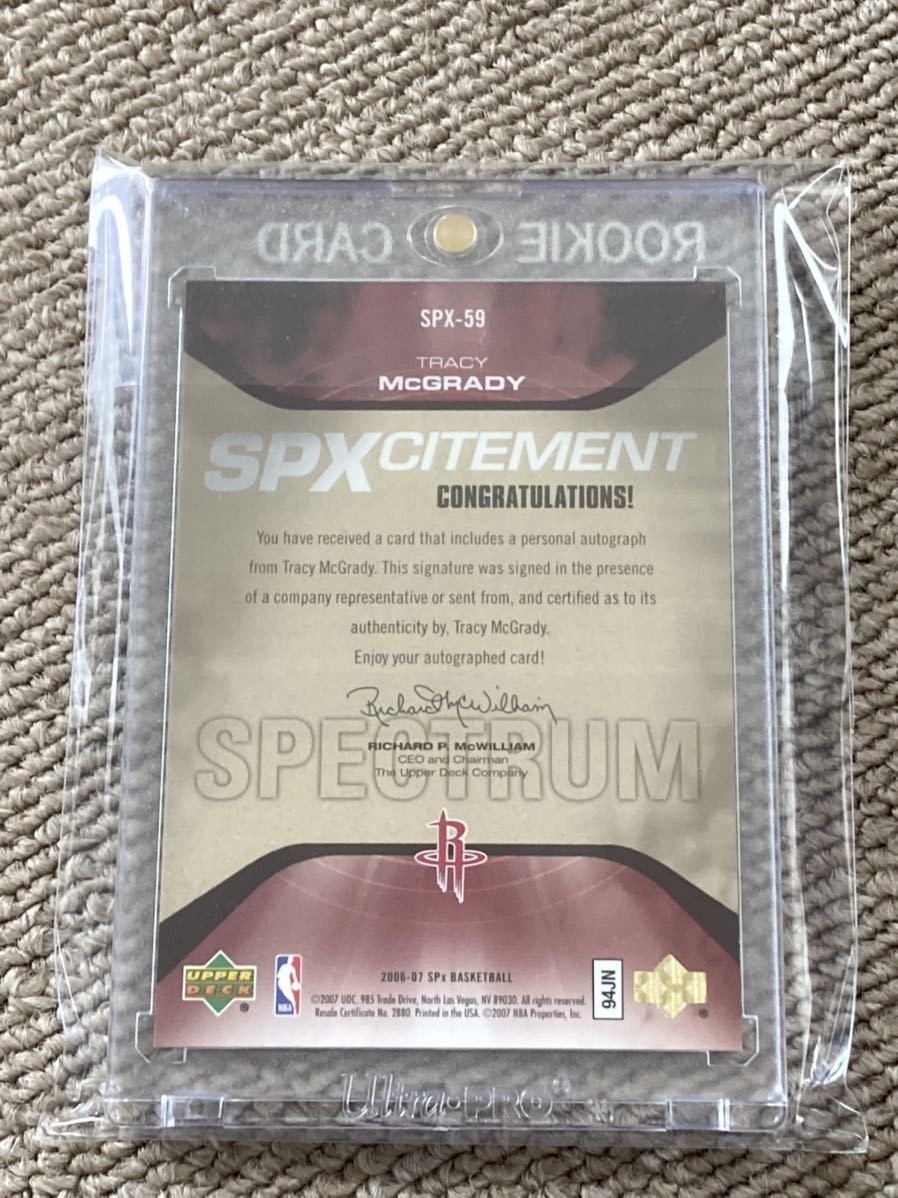 ROOKIE CARD
SPX-59
TRACY
McGRADY
SPXCITEMENT
CONGRATULATIONS!
You have received a card that includes a personal autograph
from Tracy McGrady. This signature was signed in the presence
of a company representative or sent from, and certified as to its
authenticity by, Tracy McGrady.
Enjoy your autographed card!
Richard P. McWilliam
SPECTRUM
RICHARD P. McWILLIAM
CEO and Chairman
The Upper Deck Company
R
UPPER
DECK
®
NBA
2006-07 SPx BASKETBALL
©2007 UDC. 985 Trade Drive, North Las Vegas, NV 89030. All rights reserved.
Resale Certificate No. 2880. Printed in the USA. ©2007 NBA Properties, Inc.
94JN
®
Ultra•PRO®